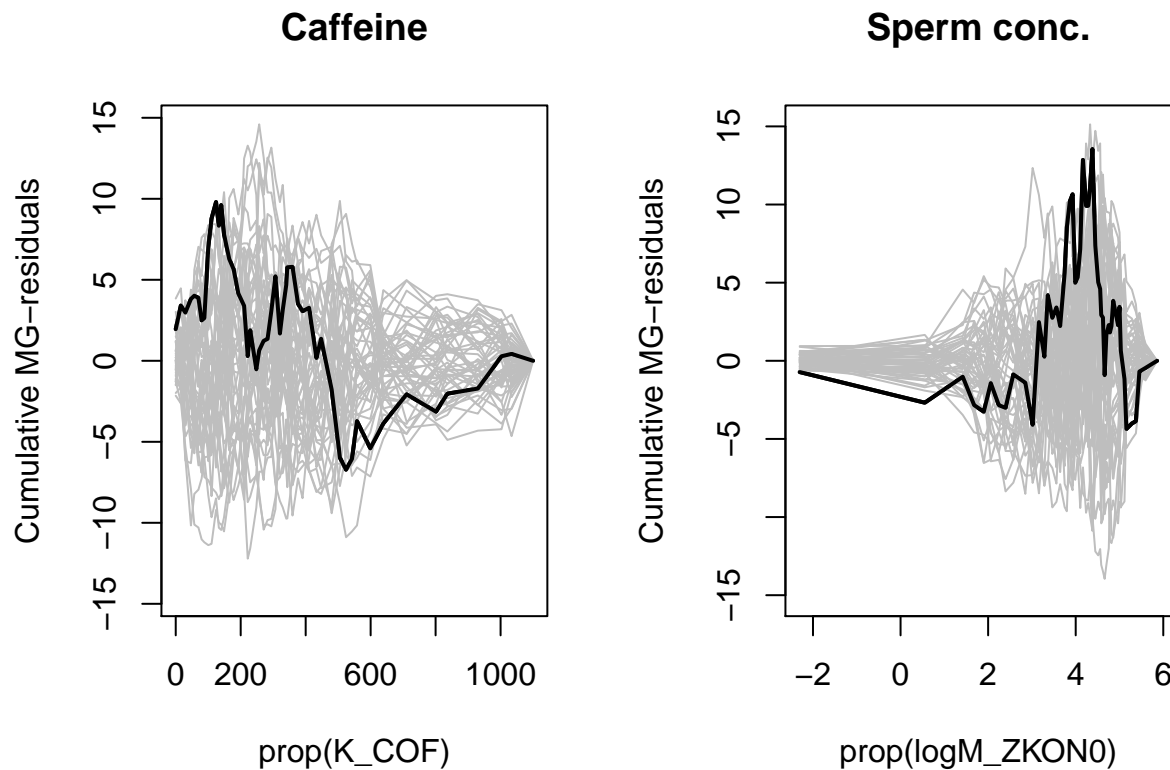 Caffeine
Cumulative MG−residuals
15
10
5
0
−5
−10
−15
0 200 600 1000
prop(K_COF)
Sperm conc.
Cumulative MG−residuals
15
10
5
0
−5
−15
−2 0 2 4 6
prop(logM_ZKON0)